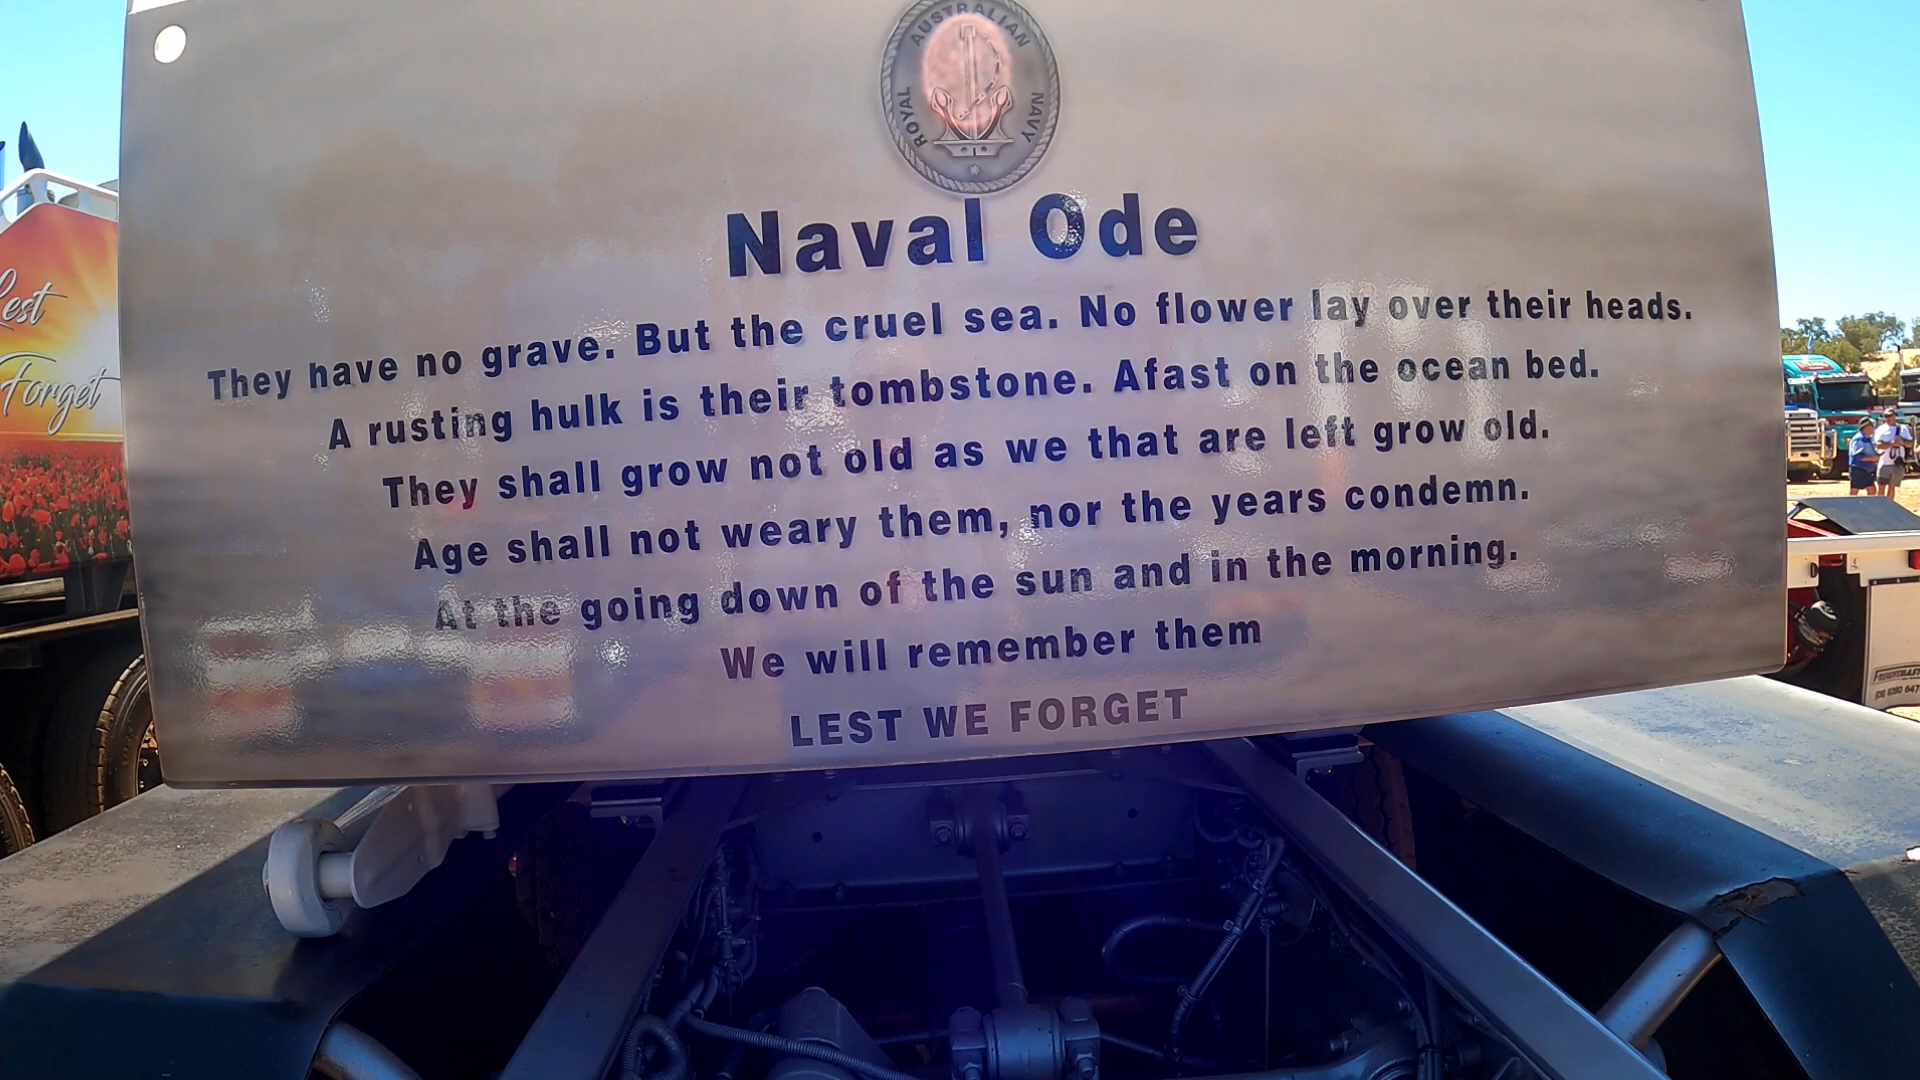 ROYAL AUSTRALIAN NAVY
Naval Ode
They have no grave. But the cruel sea. No flower lay over their heads.
A rusting hulk is their tombstone. Afast on the ocean bed.
They shall grow not old as we that are left grow old.
Age shall not weary them, nor the years condemn.
At the going down of the sun and in the morning.
We will remember them
LEST WE FORGET
Lest
Forget